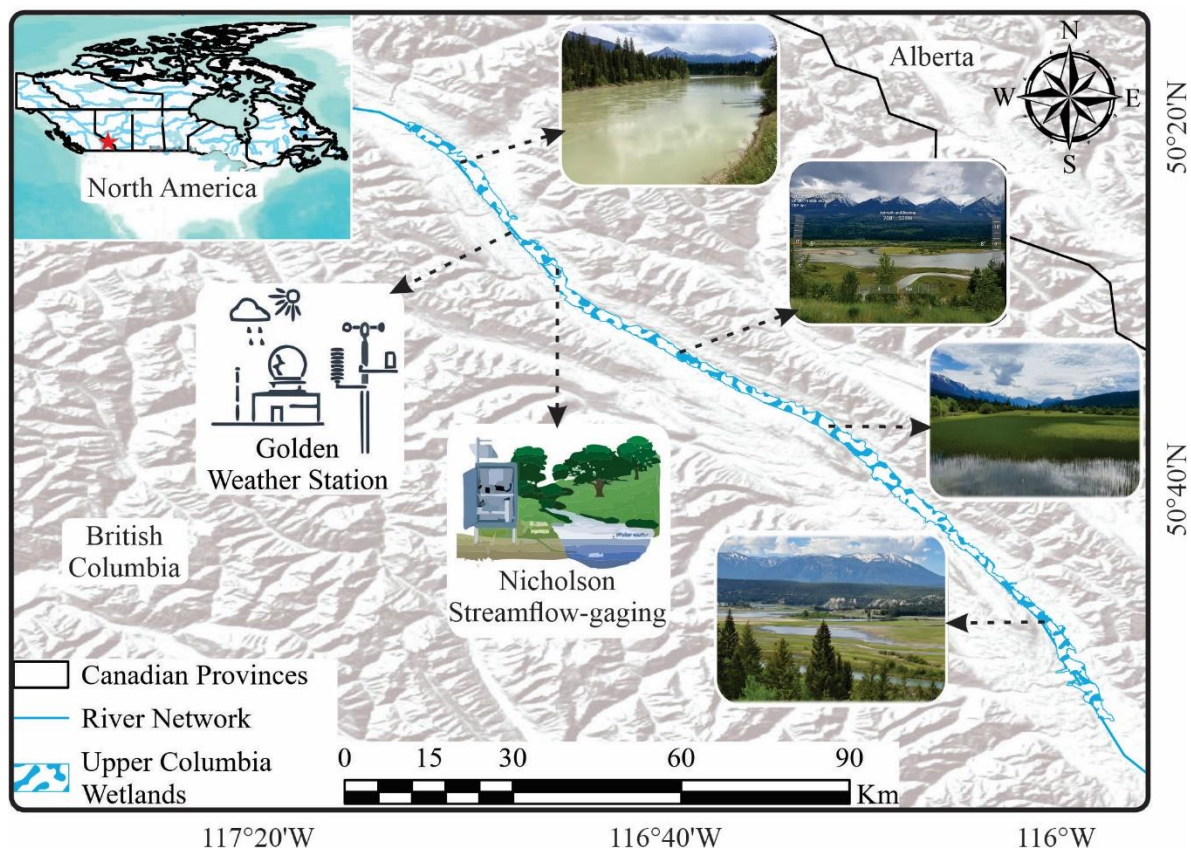 North America
Alberta
N
W
E
S
50°20'N
50°40'N
Golden
Weather Station
British
Columbia
Nicholson
Streamflow-gaging
Canadian Provinces
River Network
Upper Columbia
Wetlands
0 15 30 60 90
Km
117°20'W 116°40'W 116°W